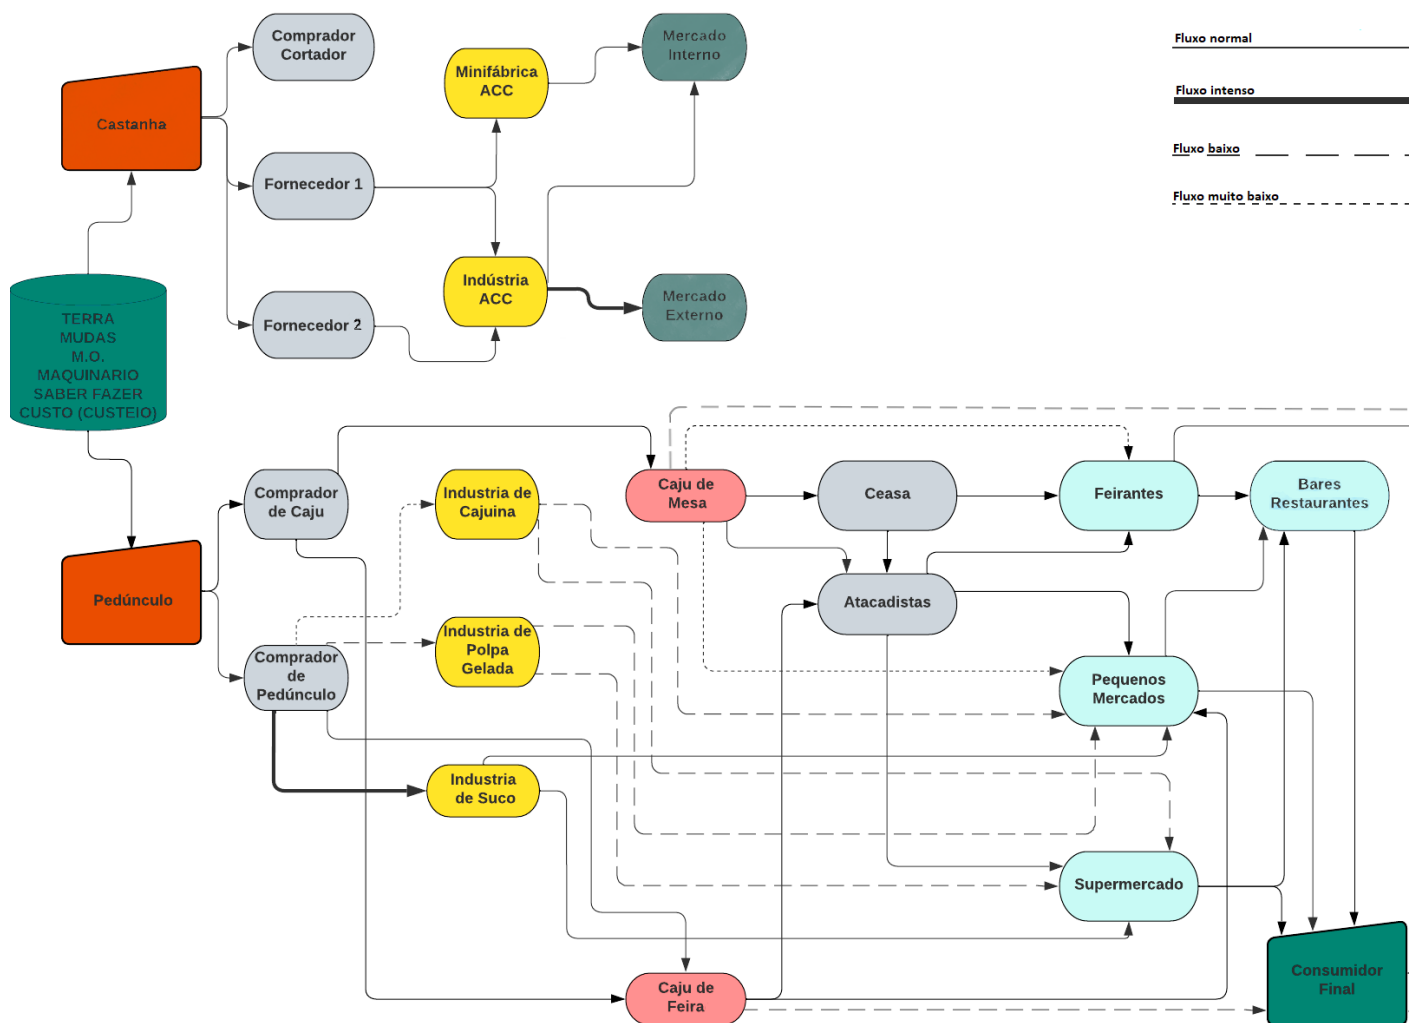 Comprador
Cortador
Mercado
Interno
Fluxo normal
Minifábrica
ACC
Fluxo intenso
Castanha
Fluxo baixo
Fornecedor 1
Fluxo muito baixo
Indústria
ACC
Mercado
Externo
Fornecedor 2
TERRA
MUDAS
M.O.
MAQUINARIO
SABER FAZER
CUSTO (CUSTEIO)
Comprador
de Caju
Industria de
Cajuina
Caju de
Mesa
Ceasa
Feirantes
Bares
Restaurantes
Pedúnculo
Atacadistas
Comprador
de
Pedúnculo
Industria de
Polpa
Gelada
Pequenos
Mercados
Industria
de Suco
Supermercado
Caju de
Feira
Consumidor
Final